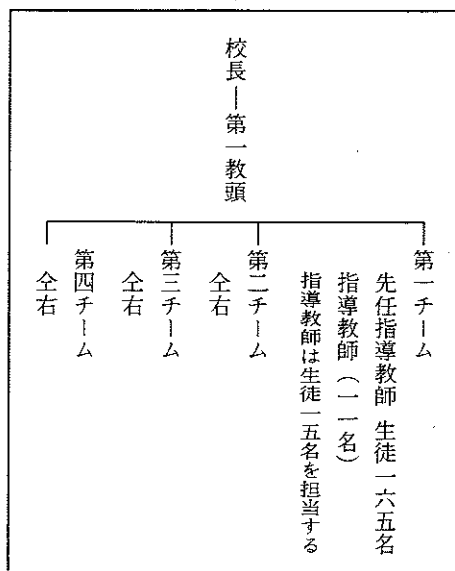 校長―第一教頭
第一チーム
先任指導教師 生徒一六五名
指導教師（一一名）
指導教師は生徒一五名を担当する
第二チーム
仝右
第三チーム
仝右
第四チーム
仝右